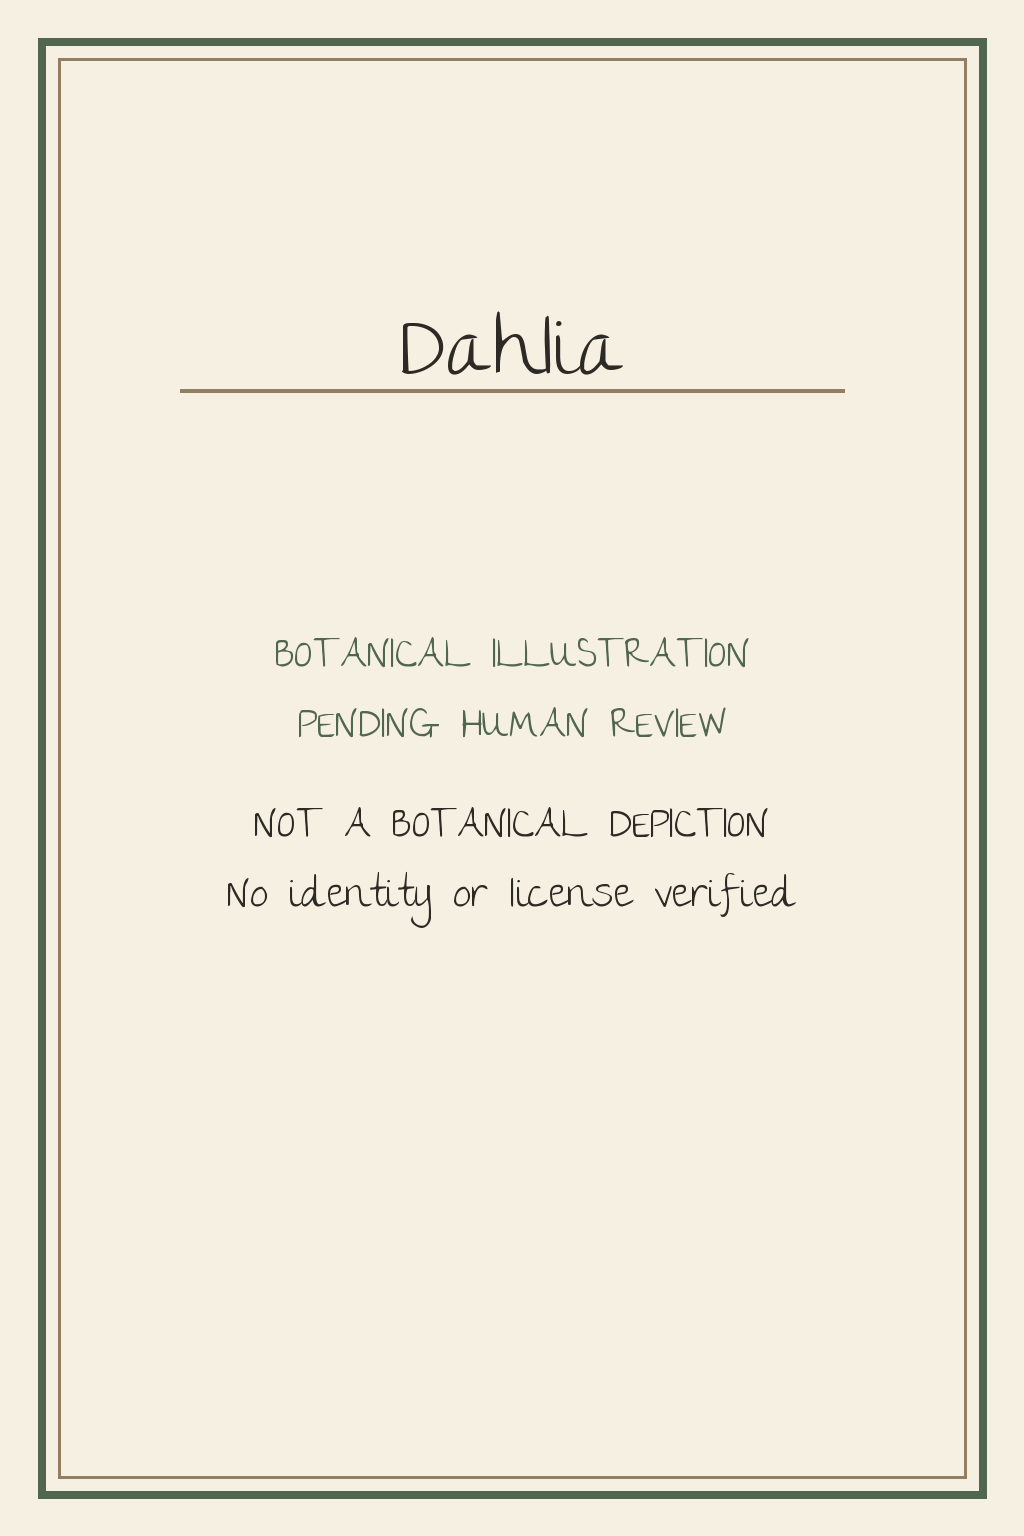 Dahlia
BOTANICAL ILLUSTRATION
PENDING HUMAN REVIEW
NOT A BOTANICAL DEPICTION
No identity or license verified